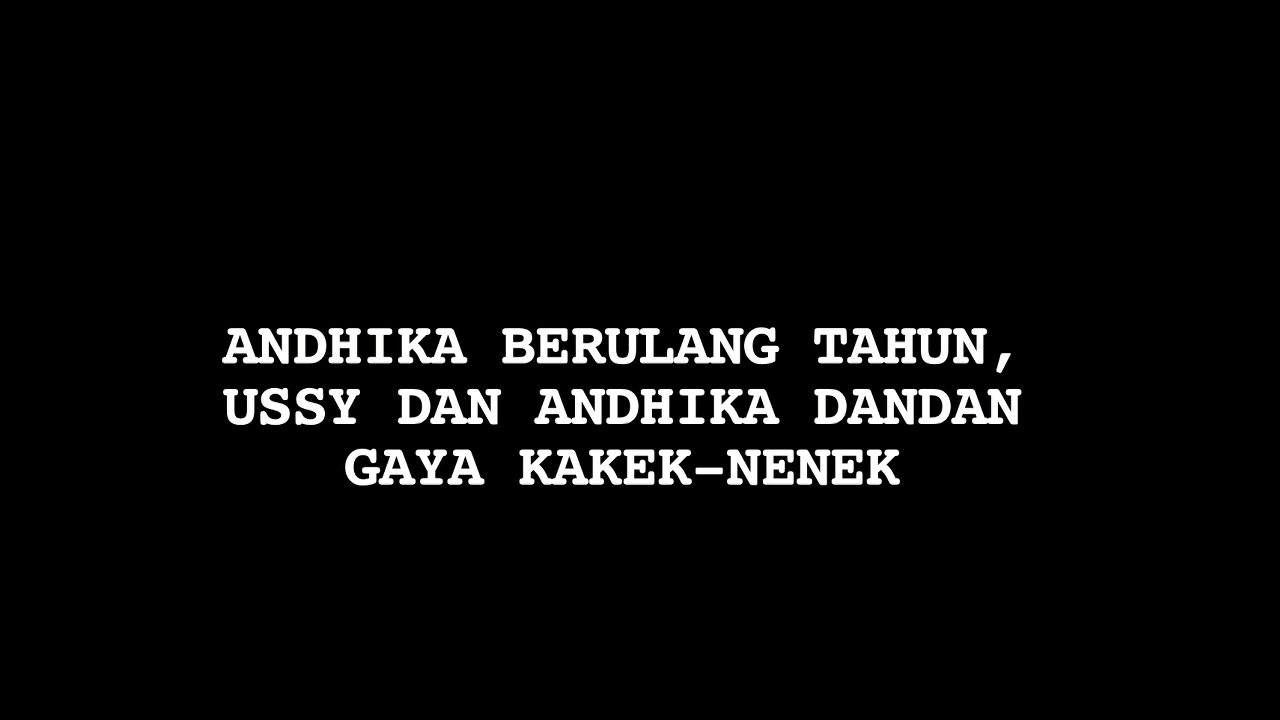 ANDHIKA BERULANG TAHUN,
USSY DAN ANDHIKA DANDAN
GAYA KAKEK-NENEK